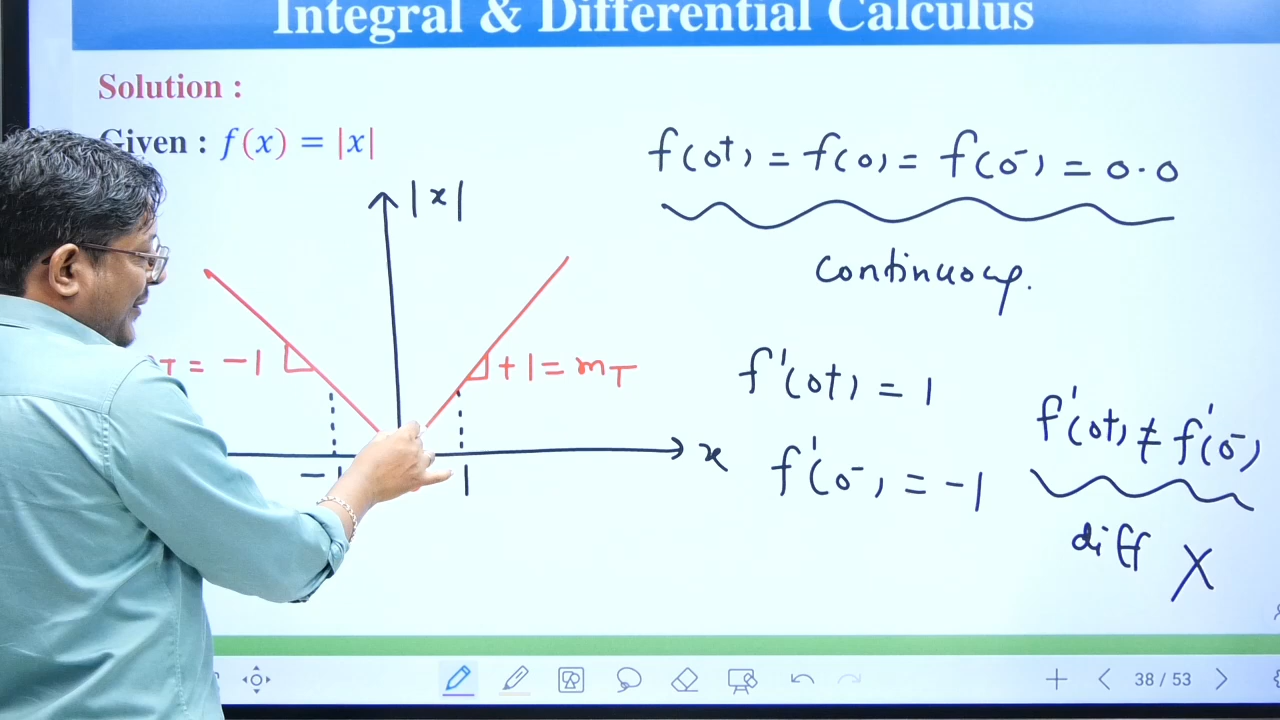 Integral & Differential Calculus
Solution :
Given : f(x) = |x|
f(0+) = f(0) = f(0-) = 0.0
|x|
continuous.
T = -1
+1 = mT
f'(0+) = 1
f'(0+) ≠ f'(0-)
x
f'(0-) = -1
-1
1
diff X
38 / 53